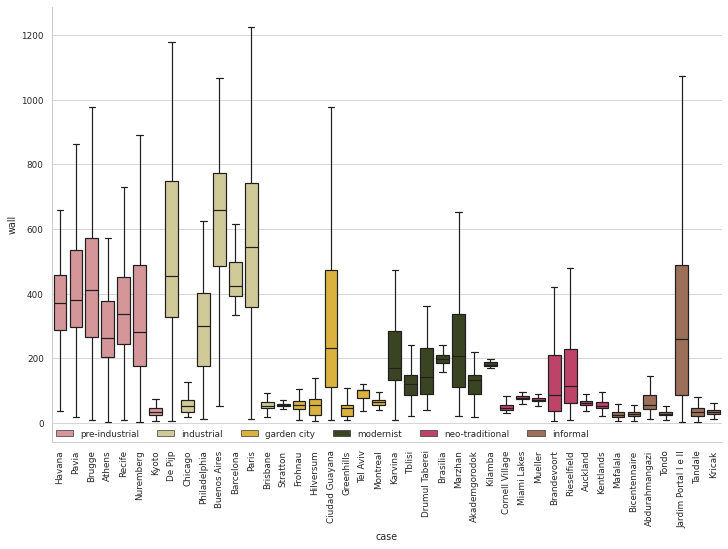 1200
1000
800
600
400
200
0
wall
pre-industrial industrial garden city modernist neo-traditional informal
Havana
Pavia
Brugge
Athens
Recife
Nuremberg
Kyoto
De Pijp
Chicago
Philadelphia
Buenos Aires
Barcelona
Paris
Brisbane
Stratton
Frohnau
Hilversum
Ciudad Guayana
Greenhills
Tel Aviv
Montreal
Karvina
Tblisi
Drumul Taberei
Brasilia
Marzhan
Akademgorodok
Kilamba
Cornell Village
Miami Lakes
Mueller
Brandevoort
Rieselfield
Auckland
Kentlands
Mafalala
Bicentennaire
Abdurahmangazi
Tondo
Jardim Portal I e II
Tandale
Kricak
case